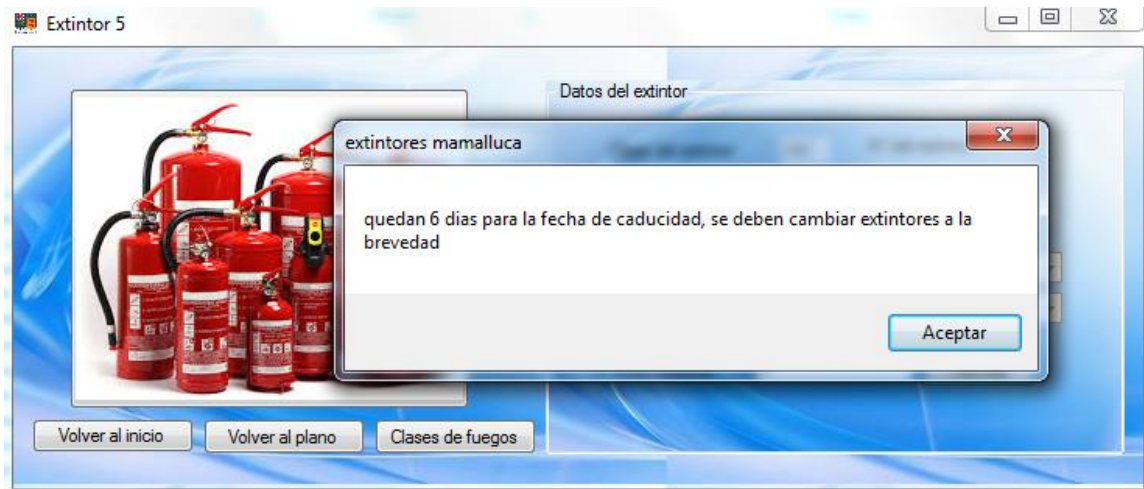 Extintor 5
Datos del extintor
extintores mamalluca
quedan 6 dias para la fecha de caducidad, se deben cambiar extintores a la
brevedad
Aceptar
Volver al inicio
Volver al plano
Clases de fuegos